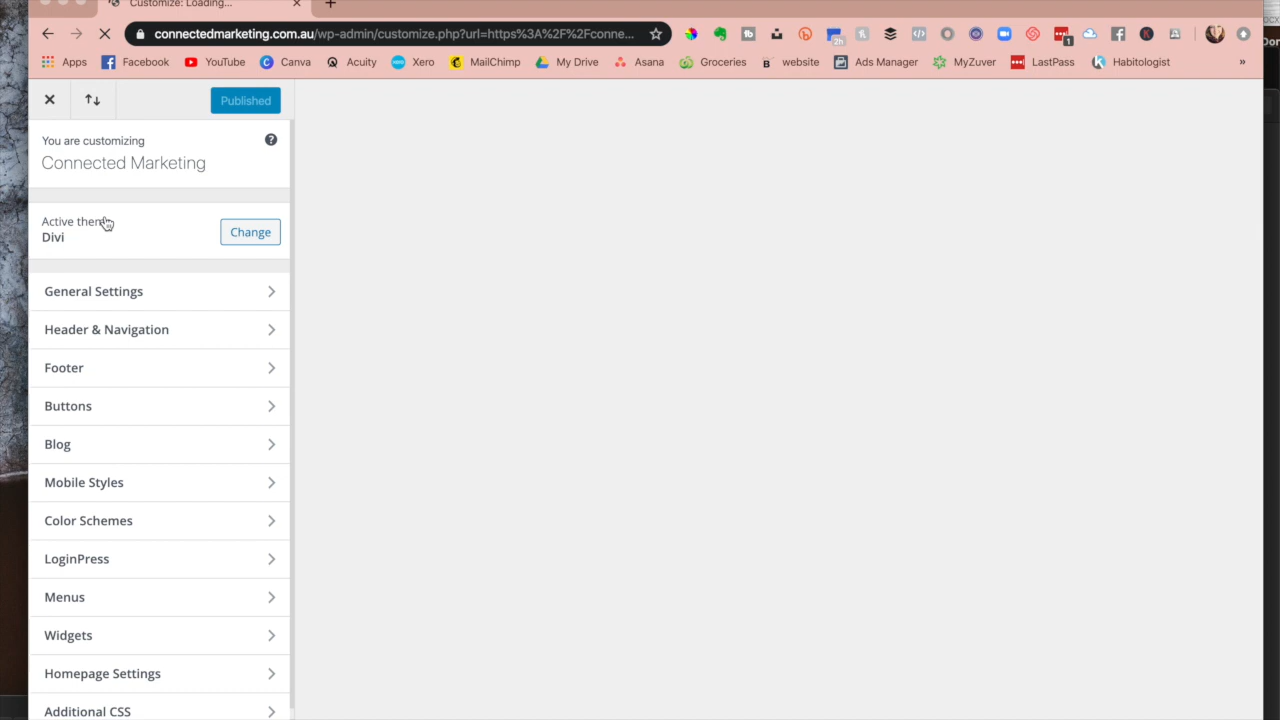 Customize: Loading...
connectedmarketing.com.au/wp-admin/customize.php?url=https%3A%2F%2Fconne...
2h
1
Apps Facebook YouTube Canva Acuity Xero MailChimp My Drive Asana Groceries website Ads Manager MyZuver LastPass Habitologist »
Published
You are customizing
Connected Marketing
Active
Divi
Change
General Settings
Header & Navigation
Footer
Buttons
Blog
Mobile Styles
Color Schemes
LoginPress
Menus
Widgets
Homepage Settings
Additional CSS